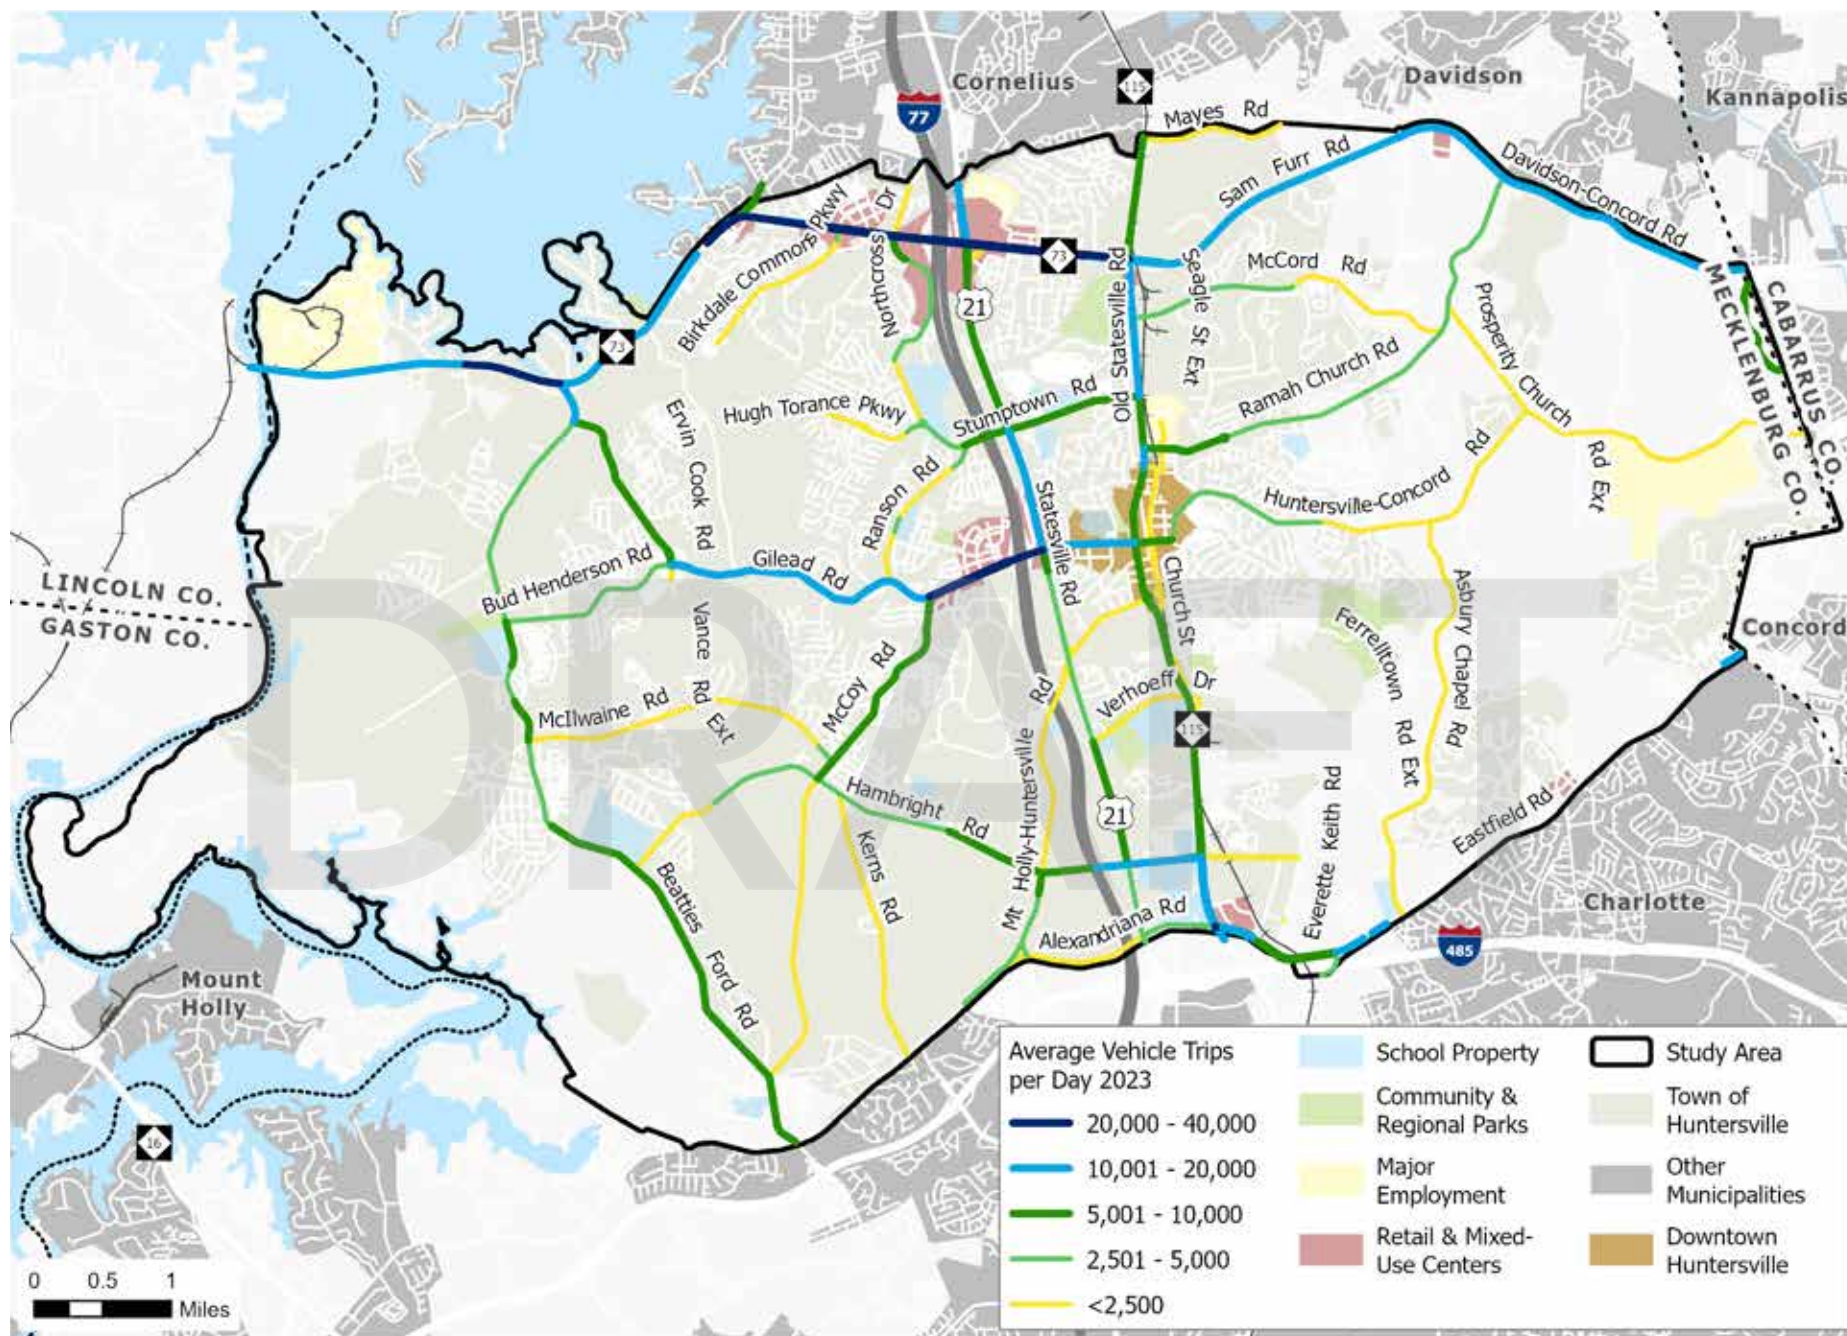 Cornelius
Davidson
Kannapolis
77
115
Mayes Rd
Sam Furr Rd
Davidson-Concord Rd
Birkdale Commons Pkwy
Northcross Dr
73
21
Old Statesville Rd
Seagle St Ext
McCord Rd
Prosperity Church Rd Ext
MECKLENBURG CO.
CABARRUS CO.
73
Hugh Torance Pkwy
Stumptown Rd
Ramah Church Rd
Ervin Cook Rd
Ranson Rd
Statesville Rd
Huntersville-Concord Rd
LINCOLN CO.
GASTON CO.
Bud Henderson Rd
Gilead Rd
Church St
Asbury Chapel Rd
Ferrelltown Rd Ext
Concord
DRAFT
Vance Rd Ext
McIlwaine Rd
McCoy Rd
Verhoeff Dr
115
Mt Holly-Huntersville Rd
Hambright Rd
21
Kerns Rd
Everette Keith Rd
Eastfield Rd
Beatties Ford Rd
Alexandriana Rd
Charlotte
485
Mount
Holly
16
Average Vehicle Trips
per Day 2023
20,000 - 40,000
10,001 - 20,000
5,001 - 10,000
2,501 - 5,000
<2,500
School Property
Community &
Regional Parks
Major
Employment
Retail & Mixed-
Use Centers
Study Area
Town of
Huntersville
Other
Municipalities
Downtown
Huntersville
0 0.5 1
Miles